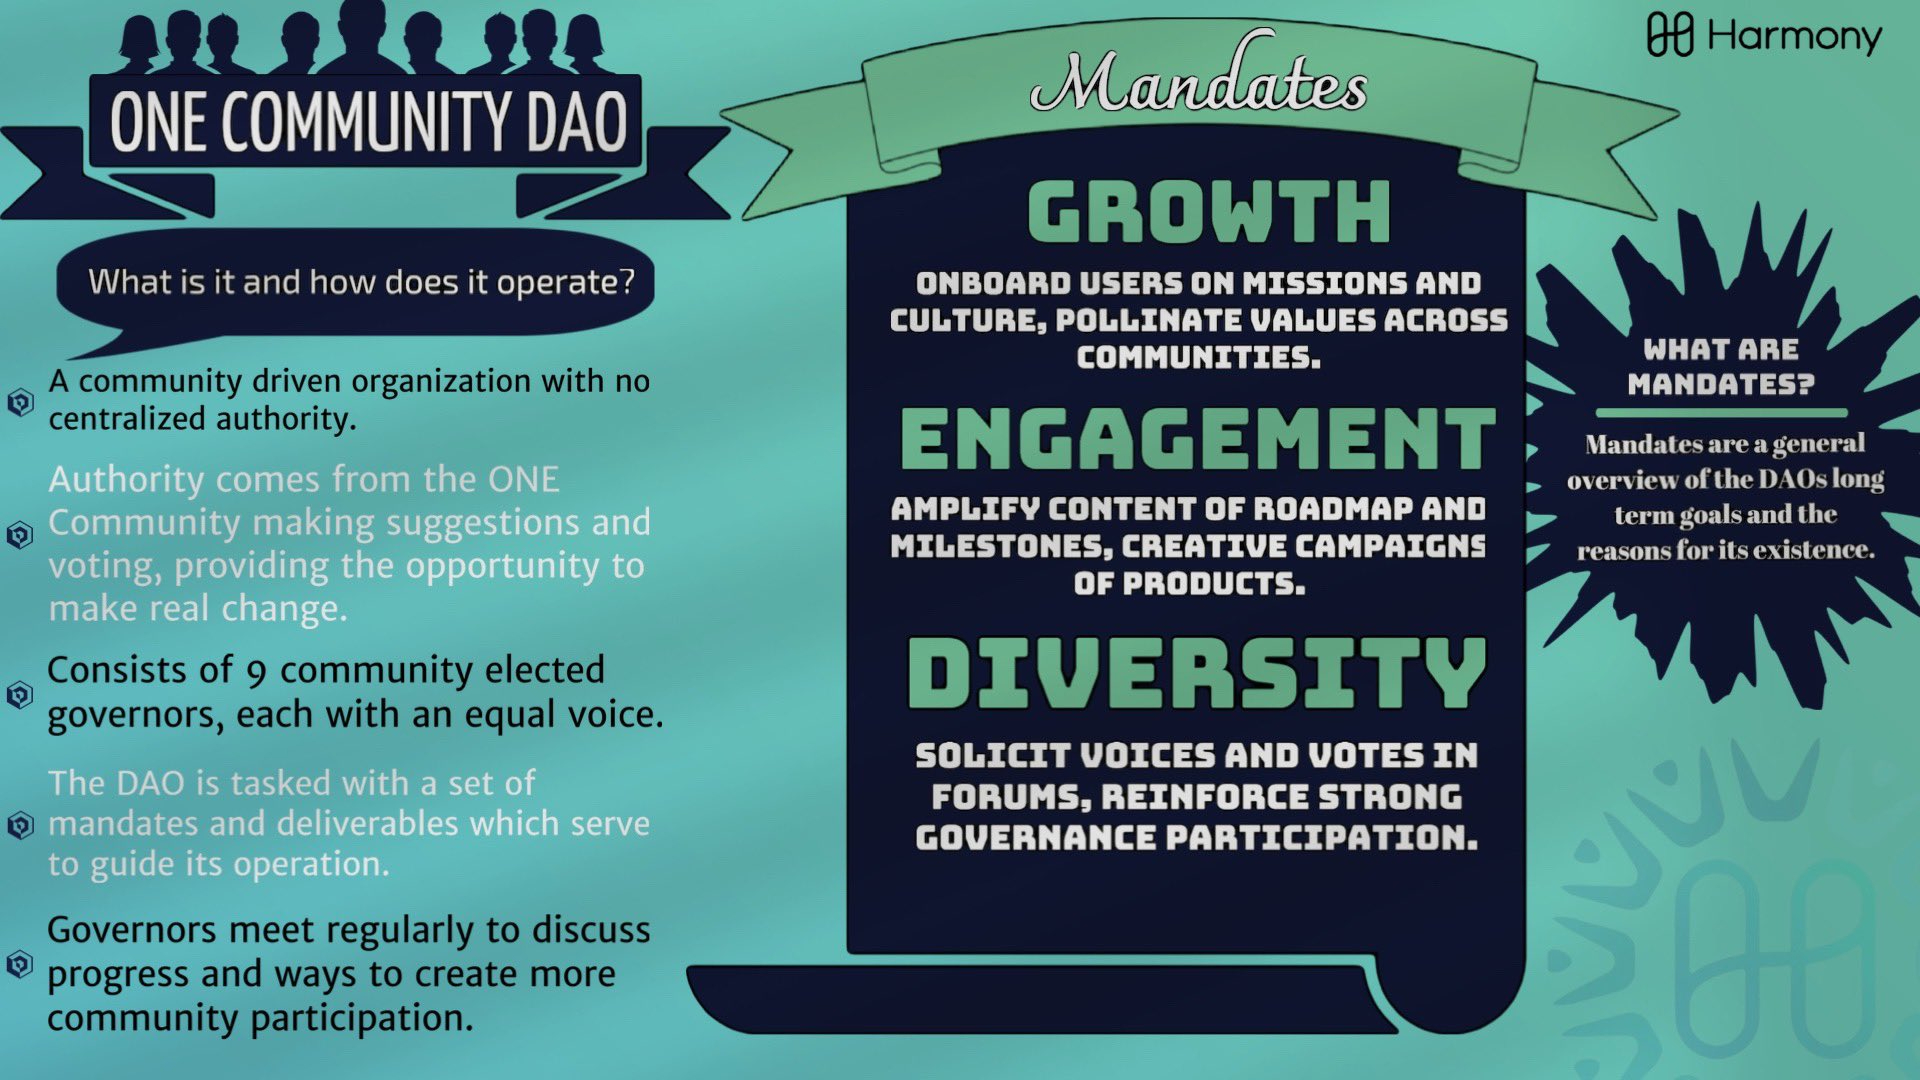 ONE COMMUNITY DAO
What is it and how does it operate?
A community driven organization with no
centralized authority.
Authority comes from the ONE
Community making suggestions and
voting, providing the opportunity to
make real change.
Consists of 9 community elected
governors, each with an equal voice.
The DAO is tasked with a set of
mandates and deliverables which serve
to guide its operation.
Governors meet regularly to discuss
progress and ways to create more
community participation.
Mandates
GROWTH
ONBOARD USERS ON MISSIONS AND
CULTURE, POLLINATE VALUES ACROSS
COMMUNITIES.
ENGAGEMENT
AMPLIFY CONTENT OF ROADMAP AND
MILESTONES, CREATIVE CAMPAIGNS
OF PRODUCTS.
DIVERSITY
SOLICIT VOICES AND VOTES IN
FORUMS, REINFORCE STRONG
GOVERNANCE PARTICIPATION.
Harmony
WHAT ARE
MANDATES?
Mandates are a general
overview of the DAOs long
term goals and the
reasons for its existence.